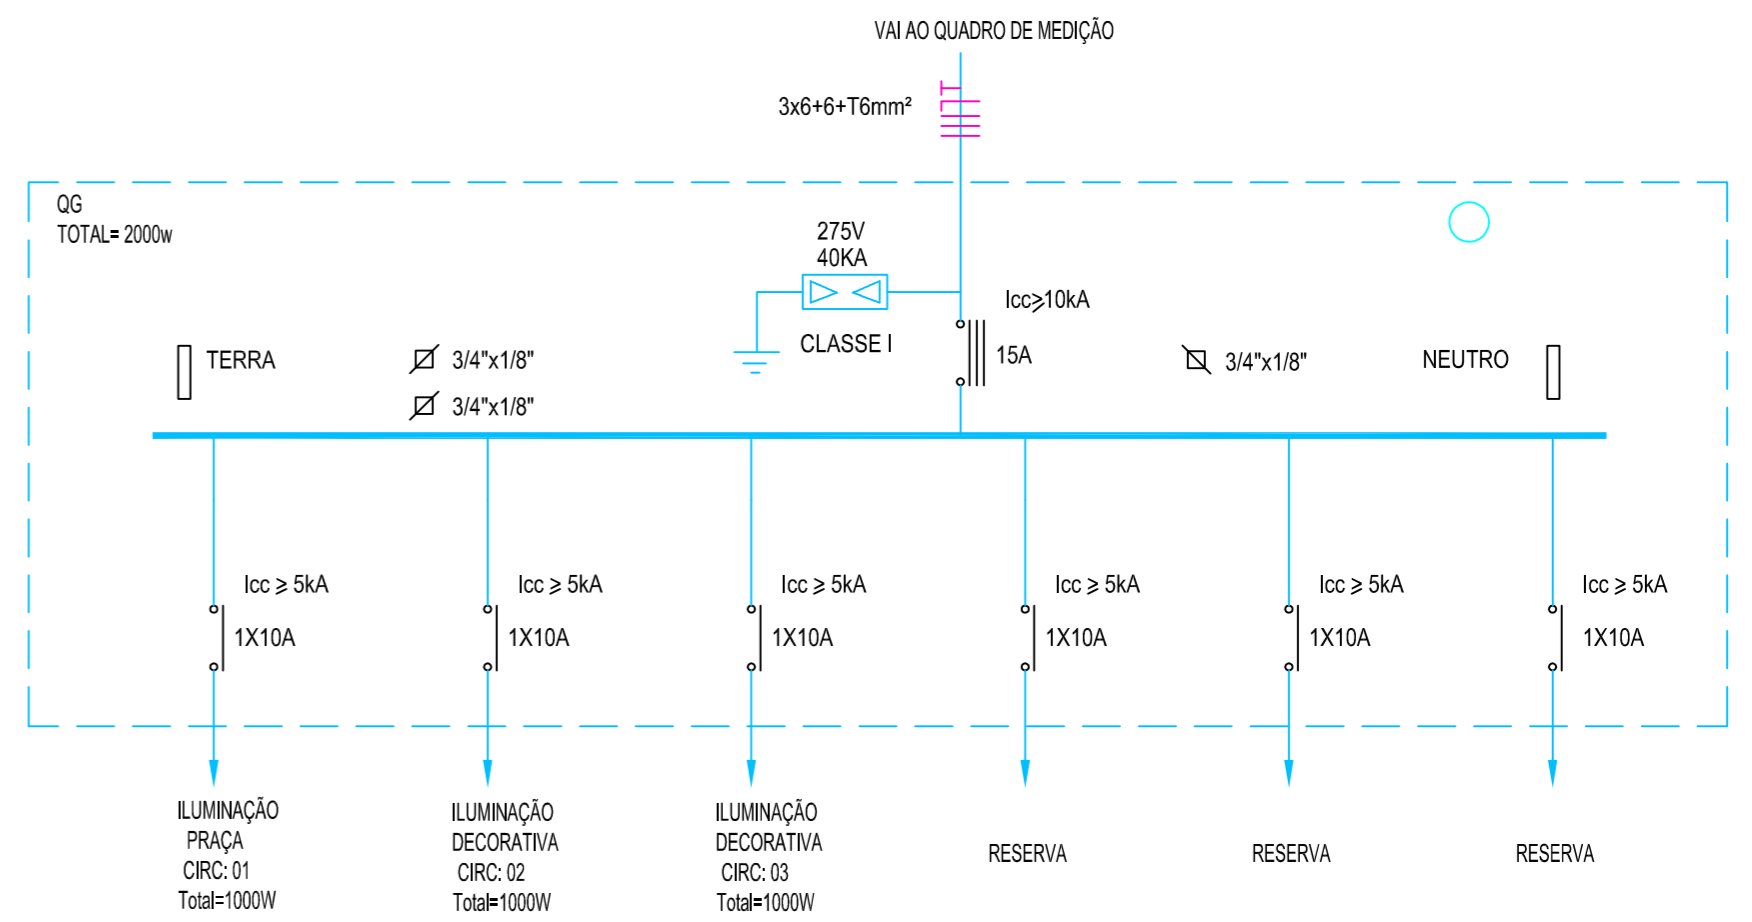 VAI AO QUADRO DE MEDIÇÃO
3x6+6+T6mm²
QG
TOTAL= 2000w
275V
40KA
CLASSE I
Icc≥10kA
15A
TERRA
3/4"x1/8"
3/4"x1/8"
3/4"x1/8"
NEUTRO
Icc ≥ 5kA
1X10A
Icc ≥ 5kA
1X10A
Icc ≥ 5kA
1X10A
Icc ≥ 5kA
1X10A
Icc ≥ 5kA
1X10A
Icc ≥ 5kA
1X10A
ILUMINAÇÃO
PRAÇA
CIRC: 01
Total=1000W
ILUMINAÇÃO
DECORATIVA
CIRC: 02
Total=1000W
ILUMINAÇÃO
DECORATIVA
CIRC: 03
Total=1000W
RESERVA
RESERVA
RESERVA